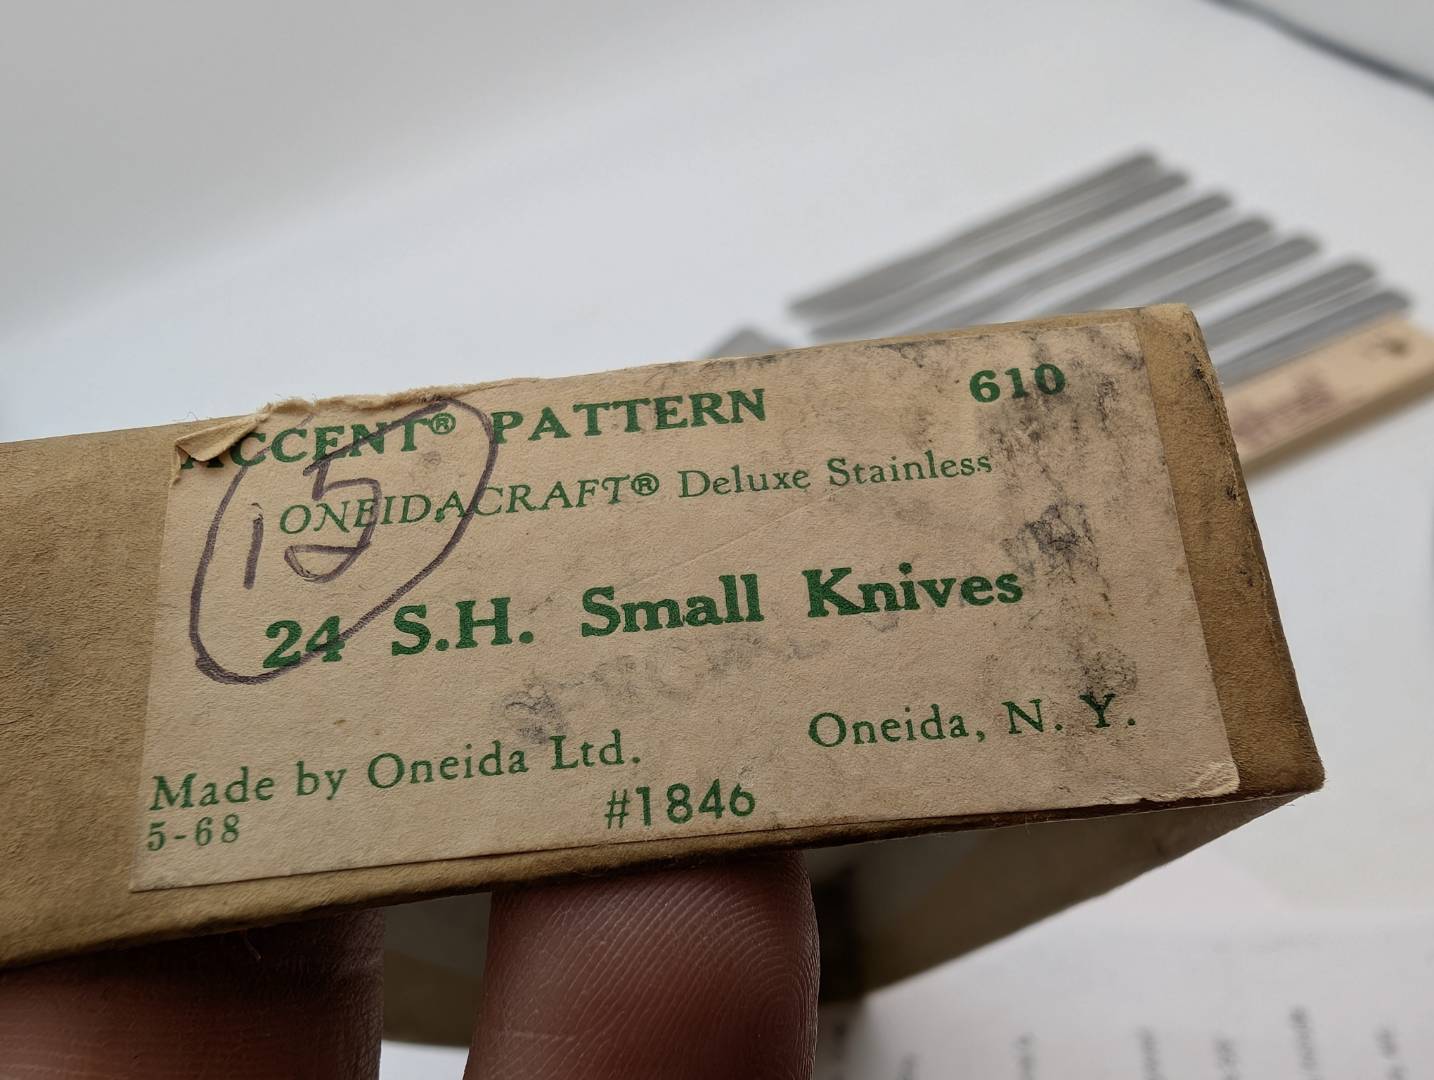 ACCENT® PATTERN 610
15
ONEIDACRAFT® Deluxe Stainless
24 S.H. Small Knives
Made by Oneida Ltd. Oneida, N. Y.
5-68 #1846